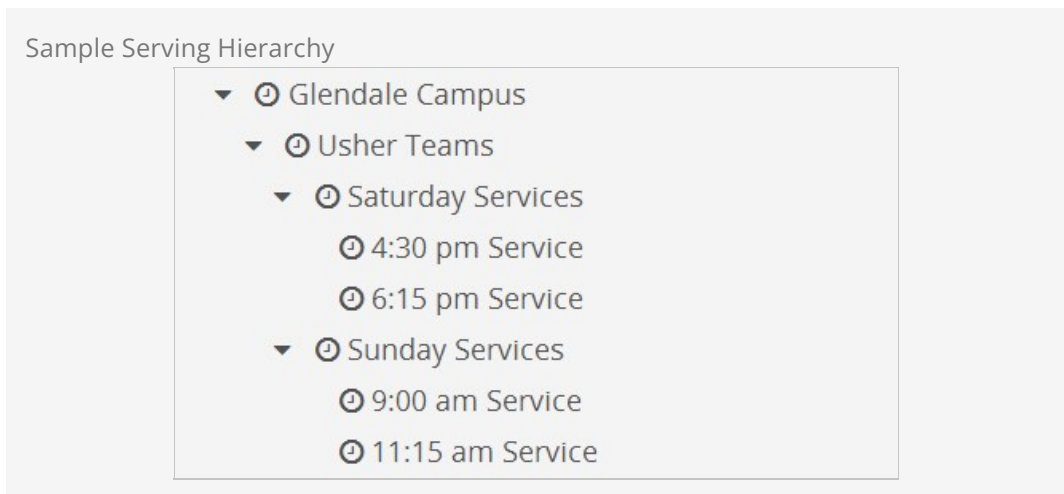 Sample Serving Hierarchy
Glendale Campus
Usher Teams
Saturday Services
4:30 pm Service
6:15 pm Service
Sunday Services
9:00 am Service
11:15 am Service